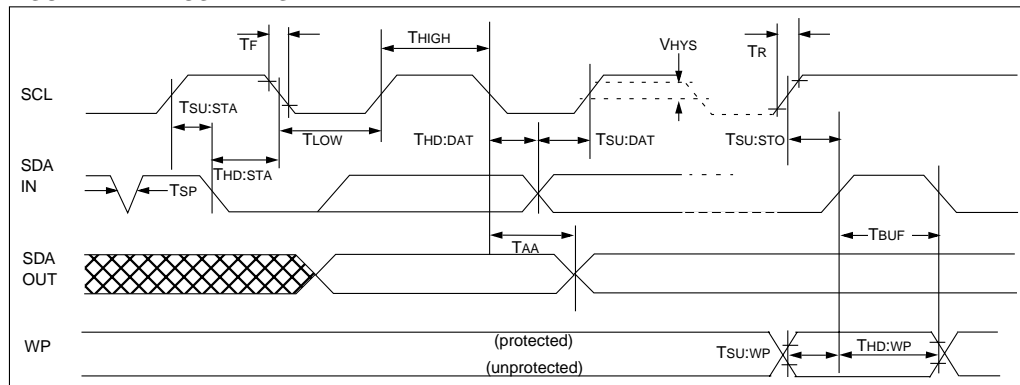 TF
THIGH
VHYS
TR
SCL
TSU:STA
TLOW
THD:DAT
TSU:DAT
TSU:STO
SDA
IN
THD:STA
TSP
TBUF
TAA
SDA
OUT
WP
(protected)
(unprotected)
TSU:WP
THD:WP